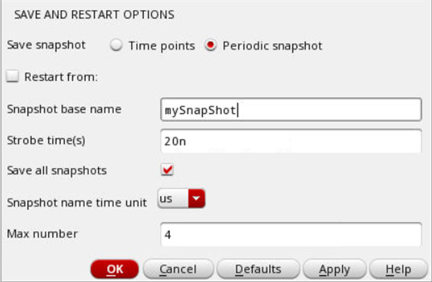 SAVE AND RESTART OPTIONS
Save snapshot Time points Periodic snapshot
Restart from:
Snapshot base name mySnapShot
Strobe time(s) 20n
Save all snapshots
Snapshot name time unit us
Max number 4
OK Cancel Defaults Apply Help